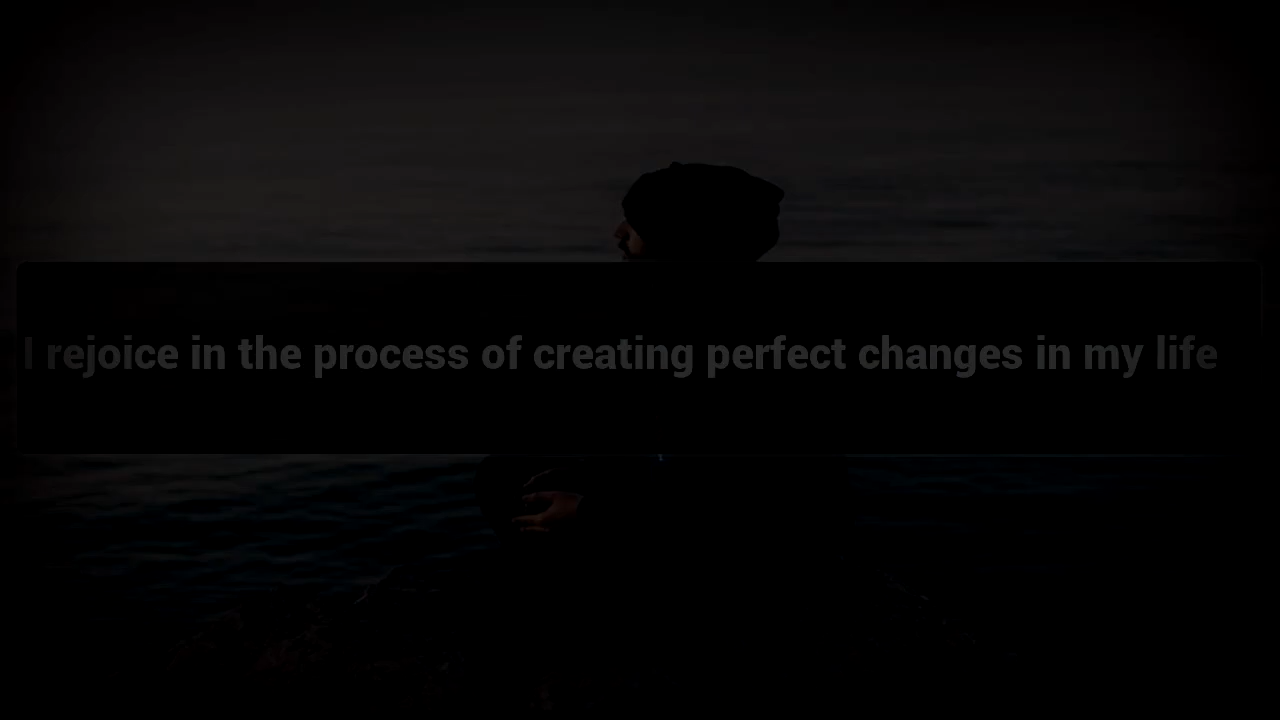 I rejoice in the process of creating perfect changes in my life